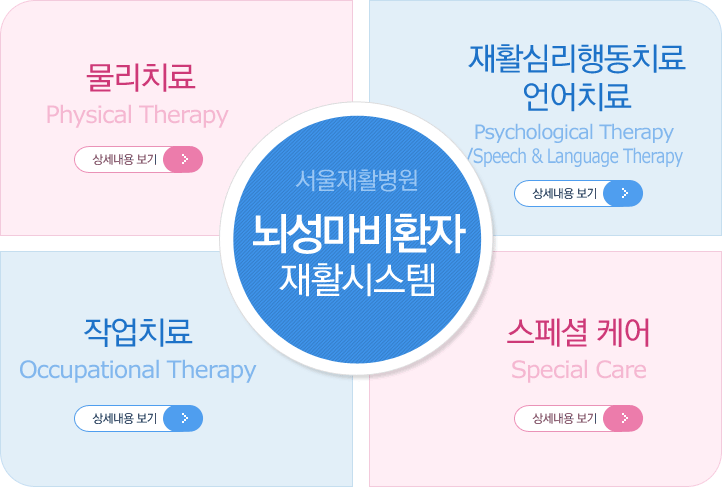 물리치료
Physical Therapy
상세내용 보기
재활심리행동치료
언어치료
Psychological Therapy
/Speech & Language Therapy
상세내용 보기
서울재활병원
뇌성마비환자
재활시스템
작업치료
Occupational Therapy
상세내용 보기
스페셜 케어
Special Care
상세내용 보기